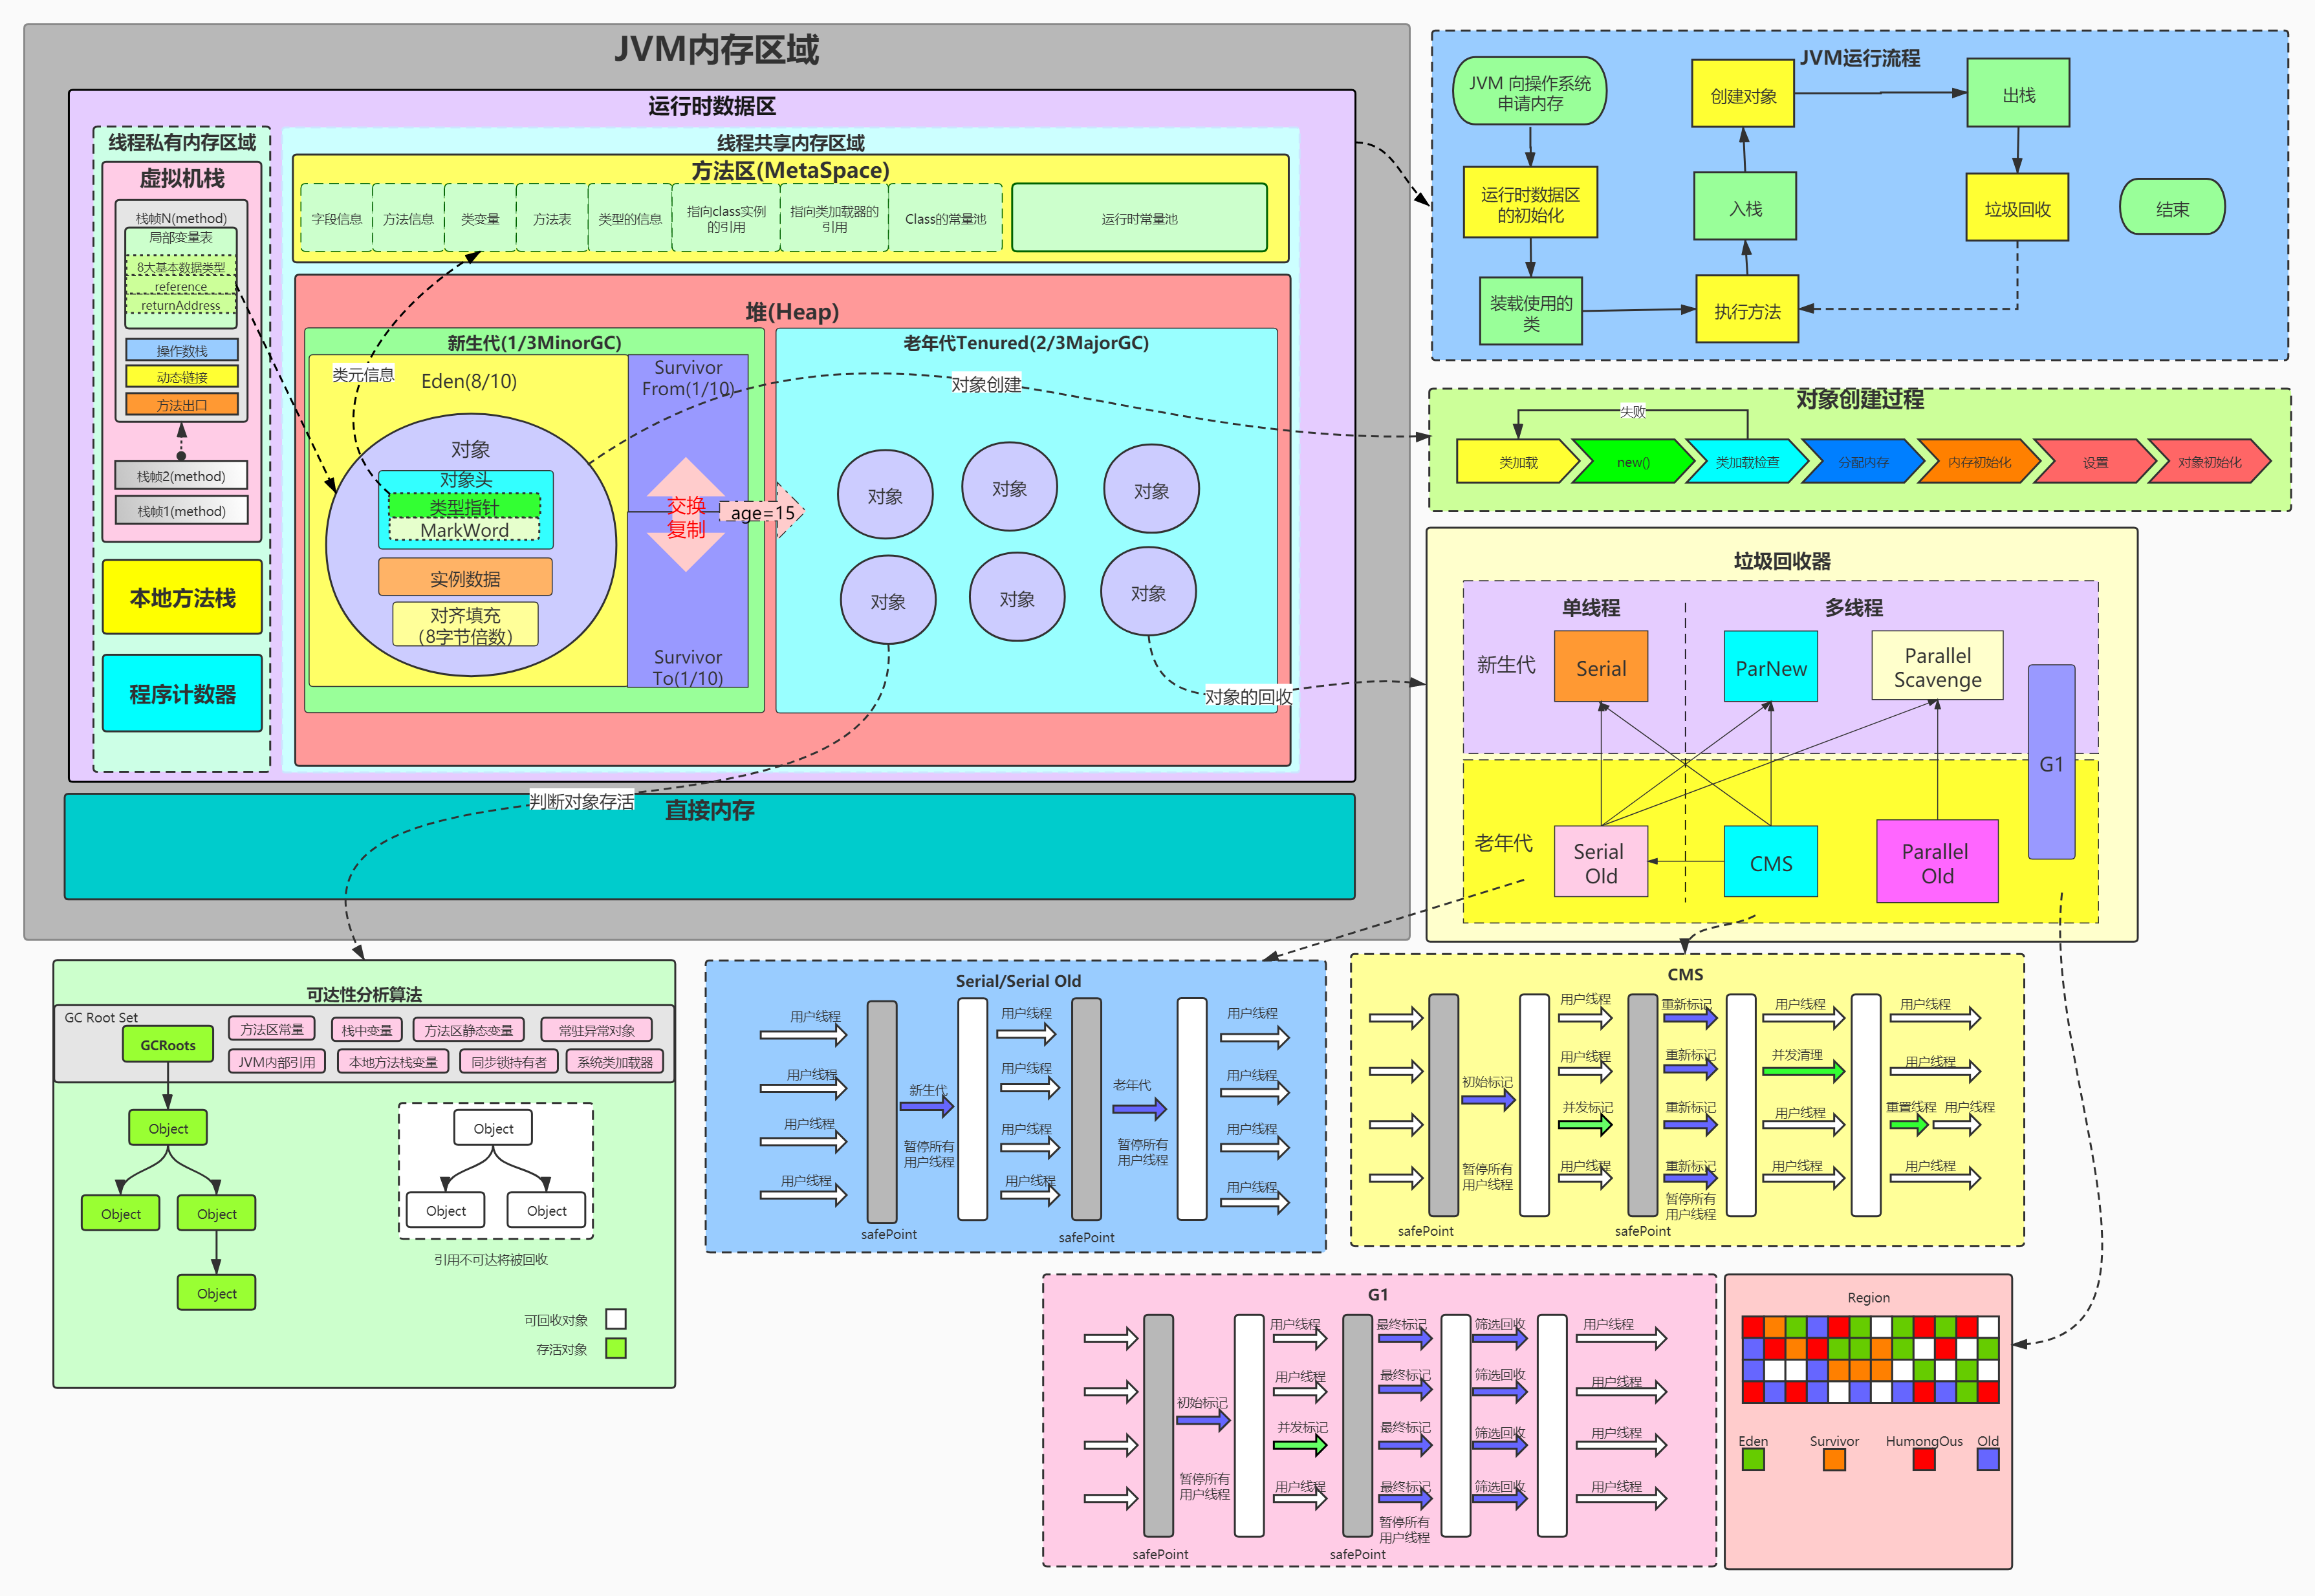 JVM内存区域
运行时数据区
线程私有内存区域
虚拟机栈
栈帧N(method)
局部变量表
8大基本数据类型
reference
returnAddress
操作数栈
动态链接
方法出口
栈帧2(method)
栈帧1(method)
本地方法栈
程序计数器
线程共享内存区域
方法区(MetaSpace)
字段信息
方法信息
类变量
方法表
类型的信息
指向class实例
的引用
指向类加载器的
引用
Class的常量池
运行时常量池
堆(Heap)
新生代(1/3MinorGC)
类元信息
Eden(8/10)
对象
对象头
类型指针
MarkWord
实例数据
对齐填充
(8字节倍数)
Survivor
From(1/10)
交换
复制
Survivor
To(1/10)
age=15
老年代Tenured(2/3MajorGC)
对象创建
对象
对象
对象
对象
对象
对象
对象的回收
判断对象存活
直接内存
JVM运行流程
JVM 向操作系统
申请内存
运行时数据区
的初始化
装载使用的
类
创建对象
入栈
执行方法
出栈
垃圾回收
结束
对象创建过程
失败
类加载
new()
类加载检查
分配内存
内存初始化
设置
对象初始化
垃圾回收器
单线程
多线程
新生代
Serial
ParNew
Parallel
Scavenge
G1
老年代
Serial
Old
CMS
Parallel
Old
可达性分析算法
GC Root Set
GCRoots
方法区常量
栈中变量
方法区静态变量
常驻异常对象
JVM内部引用
本地方法栈变量
同步锁持有者
系统类加载器
Object
Object
Object
Object
Object
Object
Object
引用不可达将被回收
可回收对象
存活对象
Serial/Serial Old
用户线程
用户线程
用户线程
用户线程
新生代
暂停所有
用户线程
safePoint
用户线程
用户线程
用户线程
用户线程
老年代
暂停所有
用户线程
safePoint
用户线程
用户线程
用户线程
用户线程
CMS
初始标记
暂停所有
用户线程
safePoint
用户线程
用户线程
并发标记
用户线程
重新标记
重新标记
重新标记
重新标记
暂停所有
用户线程
safePoint
用户线程
并发清理
用户线程
用户线程
用户线程
用户线程
重置线程
用户线程
用户线程
G1
初始标记
暂停所有
用户线程
safePoint
用户线程
用户线程
并发标记
用户线程
最终标记
最终标记
最终标记
最终标记
暂停所有
用户线程
safePoint
筛选回收
筛选回收
筛选回收
筛选回收
用户线程
用户线程
用户线程
用户线程
Region
Eden
Survivor
HumongOus
Old